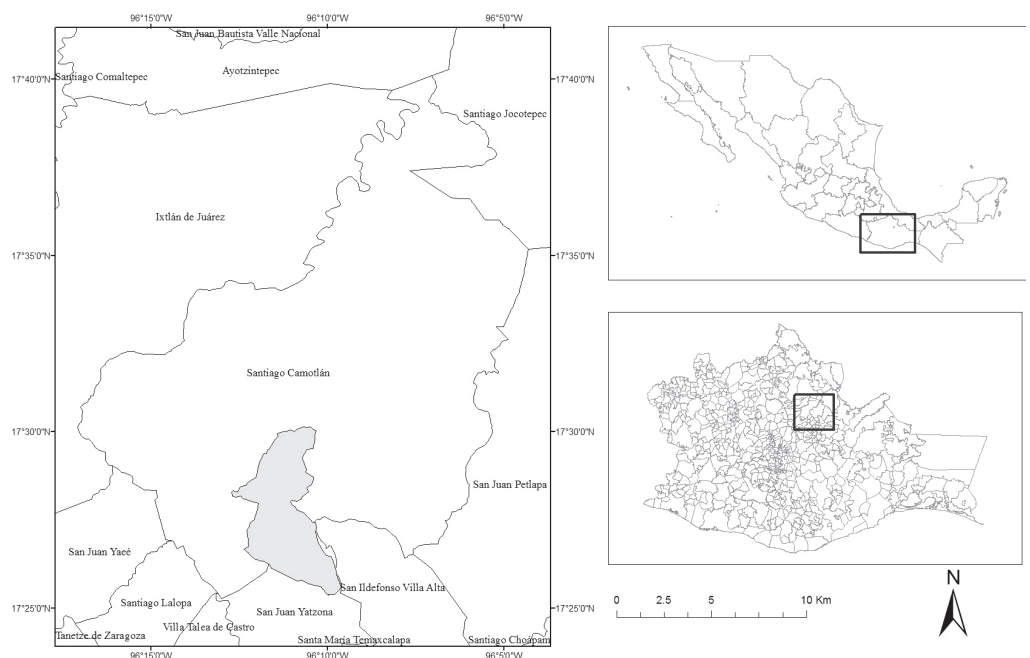 96°15'0"W
96°10'0"W
96°5'0"W
San Juan Bautista Valle Nacional
17°40'0"N
Santiago Comaltepec
Ayotzintepec
17°40'0"N
Santiago Jocotepec
Ixtlán de Juárez
17°35'0"N
17°35'0"N
Santiago Camotlán
17°30'0"N
17°30'0"N
San Juan Petlapa
San Juan Yaeé
San Ildefonso Villa Alta
Santiago Lalopa
San Juan Yatzona
17°25'0"N
17°25'0"N
Villa Talea de Castro
Tanetze de Zaragoza
Santa María Temaxcalapa
Santiago Choápam
96°15'0"W
96°10'0"W
96°5'0"W
N
0 2.5 5 10 Km